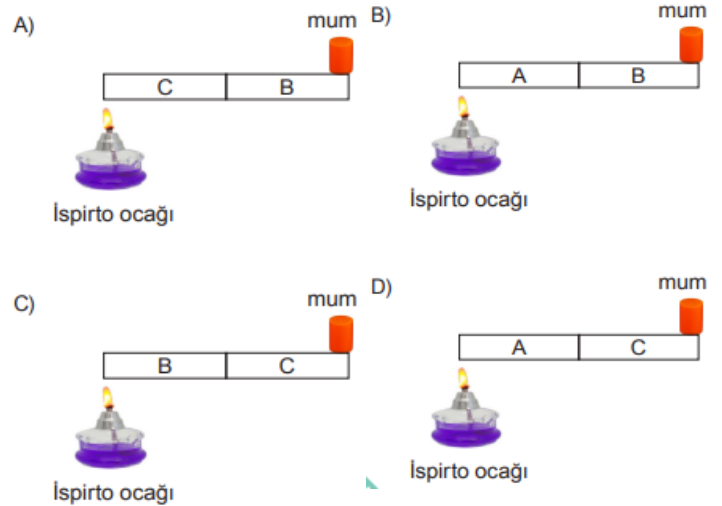 A)
mum
C B
İspirto ocağı
B)
mum
A B
İspirto ocağı
C)
mum
B C
İspirto ocağı
D)
mum
A C
İspirto ocağı